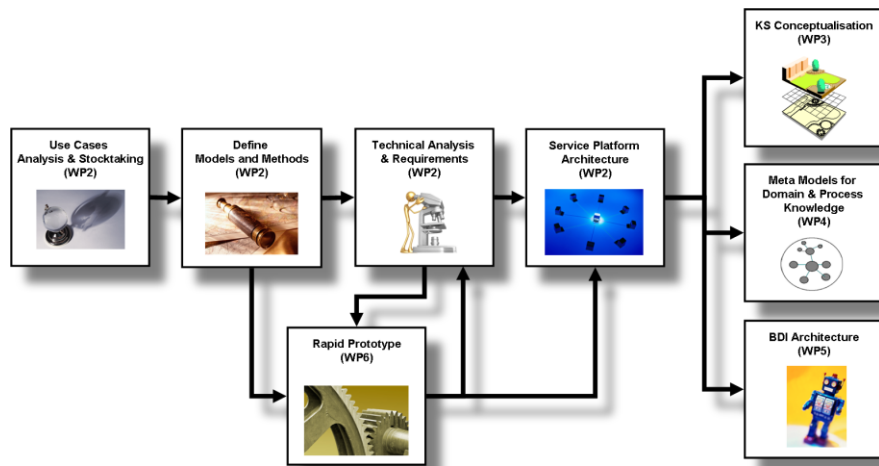 KS Conceptualisation
(WP3)
Use Cases
Analysis & Stocktaking
(WP2)
Define
Models and Methods
(WP2)
Technical Analysis
& Requirements
(WP2)
Service Platform
Architecture
(WP2)
Meta Models for
Domain & Process
Knowledge
(WP4)
Rapid Prototype
(WP6)
BDI Architecture
(WP5)